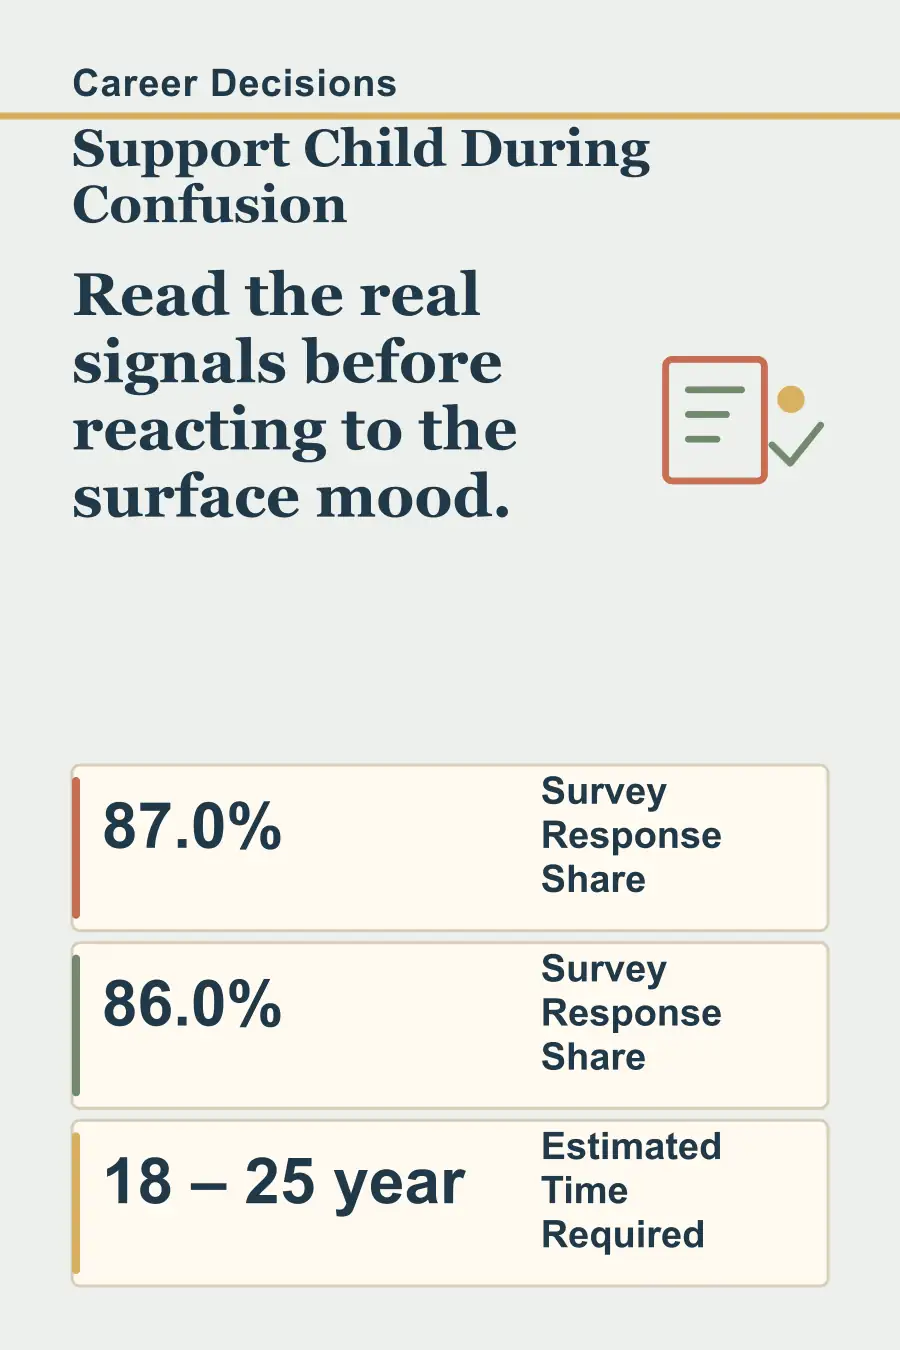 Career Decisions
Support Child During
Confusion
Read the real
signals before
reacting to the
surface mood.
87.0%
Survey
Response
Share
86.0%
Survey
Response
Share
18 – 25 year
Estimated
Time
Required